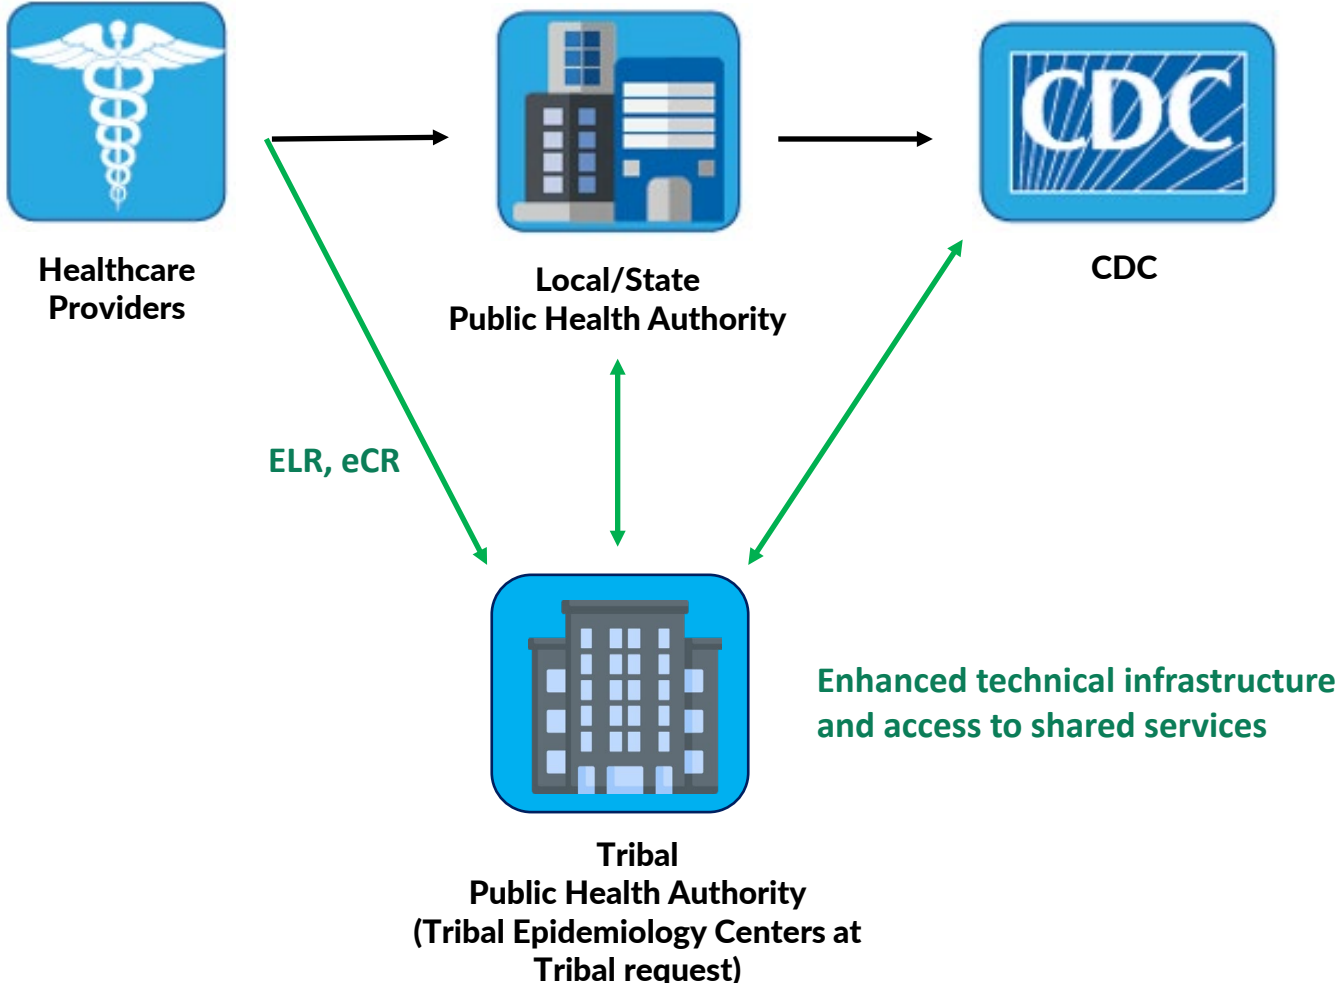 CDC
Healthcare
Providers
Local/State
Public Health Authority
CDC
ELR, eCR
Enhanced technical infrastructure
and access to shared services
Tribal
Public Health Authority
(Tribal Epidemiology Centers at
Tribal request)